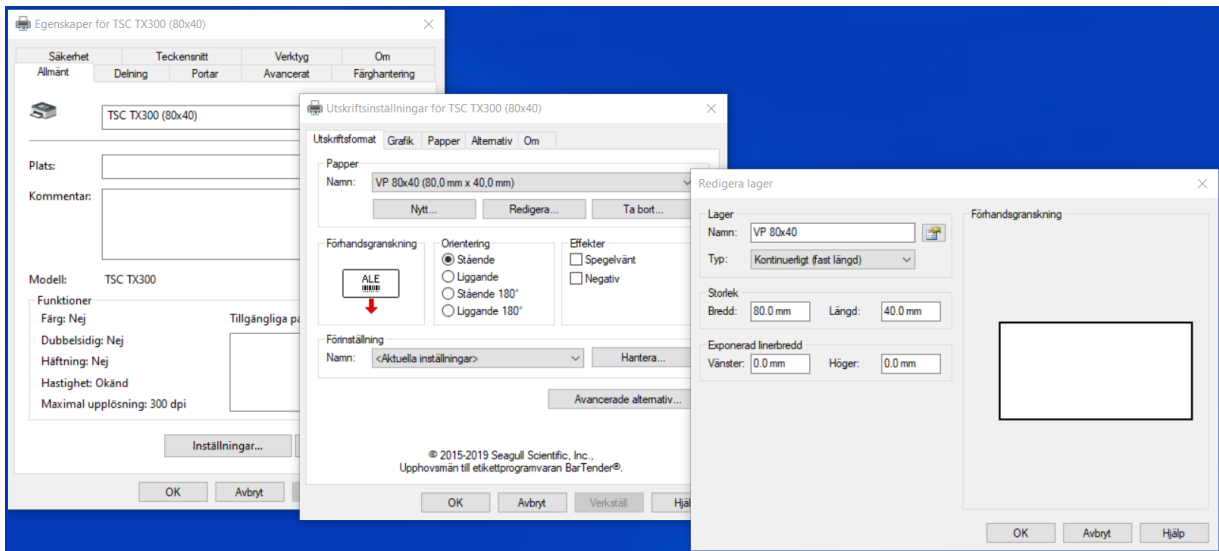 Egenskaper för TSC TX300 (80x40)
Säkerhet Teckensnitt Verktyg Om
Allmänt Delning Portar Avancerat Färghantering
TSC TX300 (80x40)
Plats:
Kommentar:
Modell: TSC TX300
Funktioner
Färg: Nej Tillgängliga pa
Dubbelsidig: Nej
Häftning: Nej
Hastighet: Okänd
Maximal upplösning: 300 dpi
Inställningar...
OK Avbryt
Utskriftsinställningar för TSC TX300 (80x40)
Utskriftsformat Grafik Papper Alternativ Om
Papper
Namn: VP 80x40 (80,0 mm x 40,0 mm)
Nytt... Redigera... Ta bort...
Förhandsgranskning Orientering Effekter
ALE
Stående Spegelvänt
Liggande Negativ
Stående 180°
Liggande 180°
Förinställning
Namn: <Aktuella inställningar> Hantera...
Avancerade alternativ...
© 2015-2019 Seagull Scientific, Inc.,
Upphovsmän till etikettprogramvaran BarTender®.
OK Avbryt Verkställ Hjäl
Redigera lager
Lager Förhandsgranskning
Namn: VP 80x40
Typ: Kontinuerligt (fast längd)
Storlek
Bredd: 80.0 mm Längd: 40.0 mm
Exponerad linerbredd
Vänster: 0.0 mm Höger: 0.0 mm
OK Avbryt Hjälp